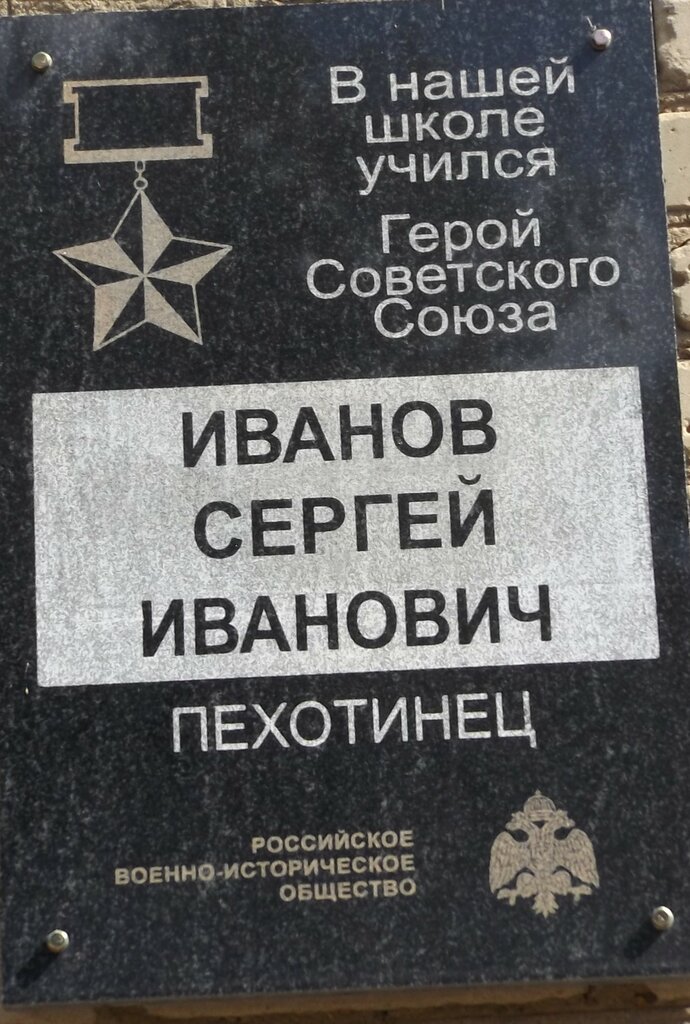 В нашей
школе
учился
Герой
Советского
Союза
ИВАНОВ
СЕРГЕЙ
ИВАНОВИЧ
ПЕХОТИНЕЦ
РОССИЙСКОЕ
ВОЕННО-ИСТОРИЧЕСКОЕ
ОБЩЕСТВО